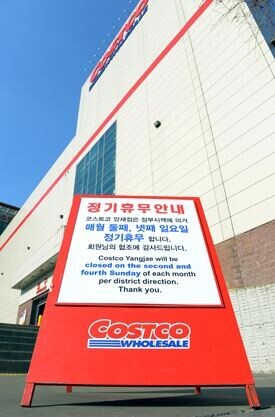 COSTCO
WHOLESALE
정기휴무안내
코스트코 양재점은 정부시책에 의거
매월 둘째, 넷째 일요일
정기휴무 합니다.
회원님의 협조에 감사드립니다.
Costco Yangjae will be
closed on the second and
fourth Sunday of each month
per district direction.
Thank you.
COSTCO
WHOLESALE